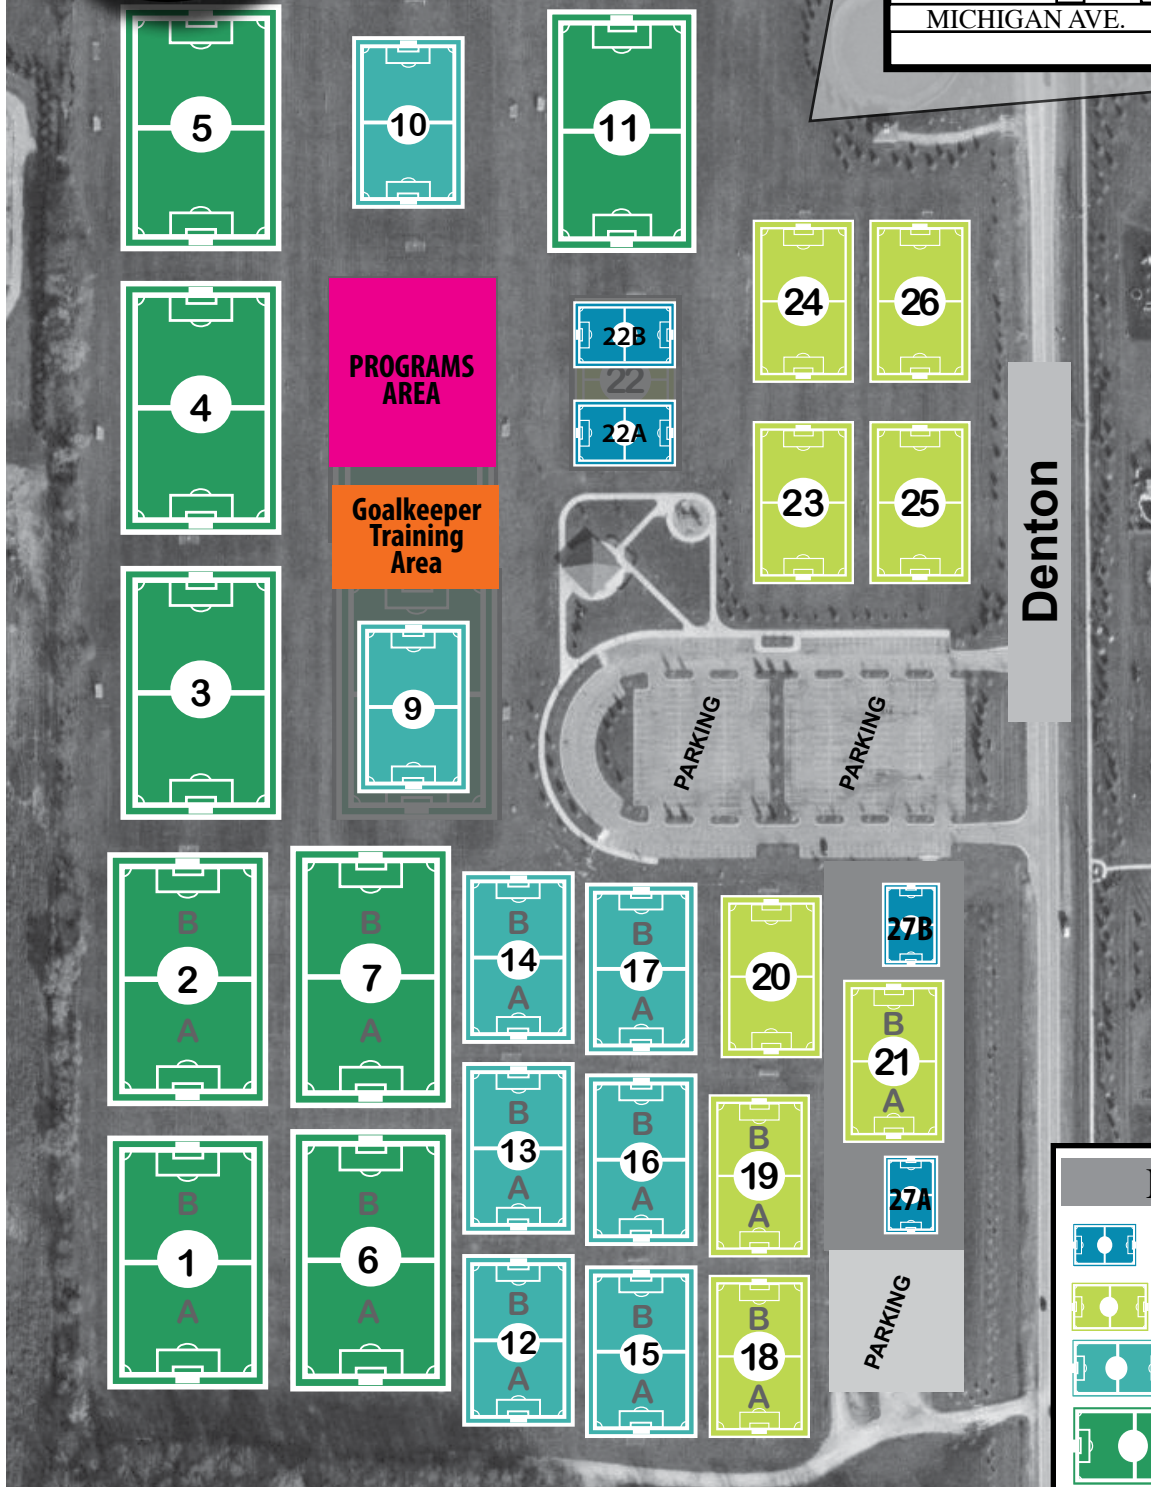 MICHIGAN AVE.
5
10
11
24
26
PROGRAMS
AREA
22B
22
22A
4
Goalkeeper
Training
Area
23
25
Denton
3
9
PARKING
PARKING
B
2
A
B
7
A
B
14
A
B
17
A
20
27B
B
21
A
B
13
A
B
16
A
B
19
A
27A
B
1
A
B
6
A
B
12
A
B
15
A
B
18
A
PARKING